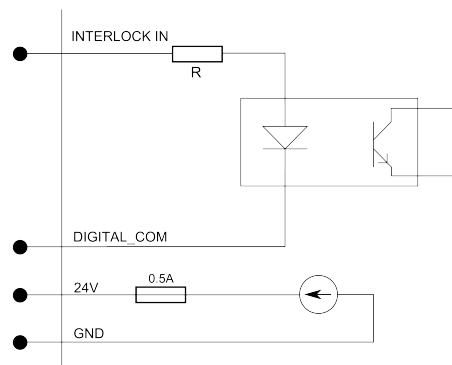 INTERLOCK IN
R
DIGITAL_COM
0.5A
24V
GND